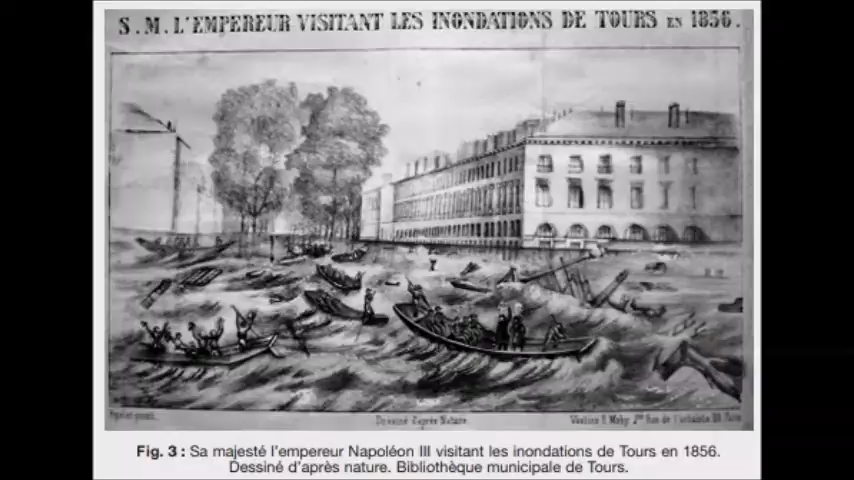 S. M. L'EMPEREUR VISITANT LES INONDATIONS DE TOURS EN 1856.
Dessiné d'après Nature.
Fig. 3 : Sa majesté l'empereur Napoléon III visitant les inondations de Tours en 1856.
Dessiné d'après nature. Bibliothèque municipale de Tours.